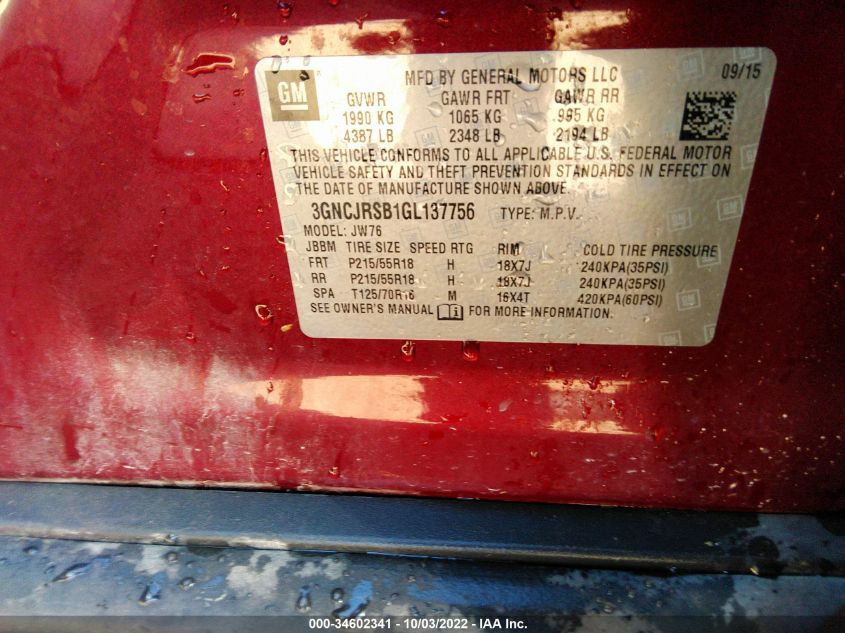 GM
MFD BY GENERAL MOTORS LLC 09/15
GVWR GAWR FRT GAWR RR
1990 KG 1065 KG 995 KG
4387 LB 2348 LB 2194 LB
THIS VEHICLE CONFORMS TO ALL APPLICABLE U.S. FEDERAL MOTOR
VEHICLE SAFETY AND THEFT PREVENTION STANDARDS IN EFFECT ON
THE DATE OF MANUFACTURE SHOWN ABOVE.
3GNCJRSB1GL137756 TYPE: M.P.V.
MODEL: JW76
JBBM TIRE SIZE SPEED RTG RIM COLD TIRE PRESSURE
FRT P215/55R18 H 18X7J 240KPA(35PSI)
RR P215/55R18 H 18X7J 240KPA(35PSI)
SPA T125/70R16 M 16X4T 420KPA(60PSI)
SEE OWNER'S MANUAL i FOR MORE INFORMATION.
000-34602341 / 10/03/2022 - IAA Inc.